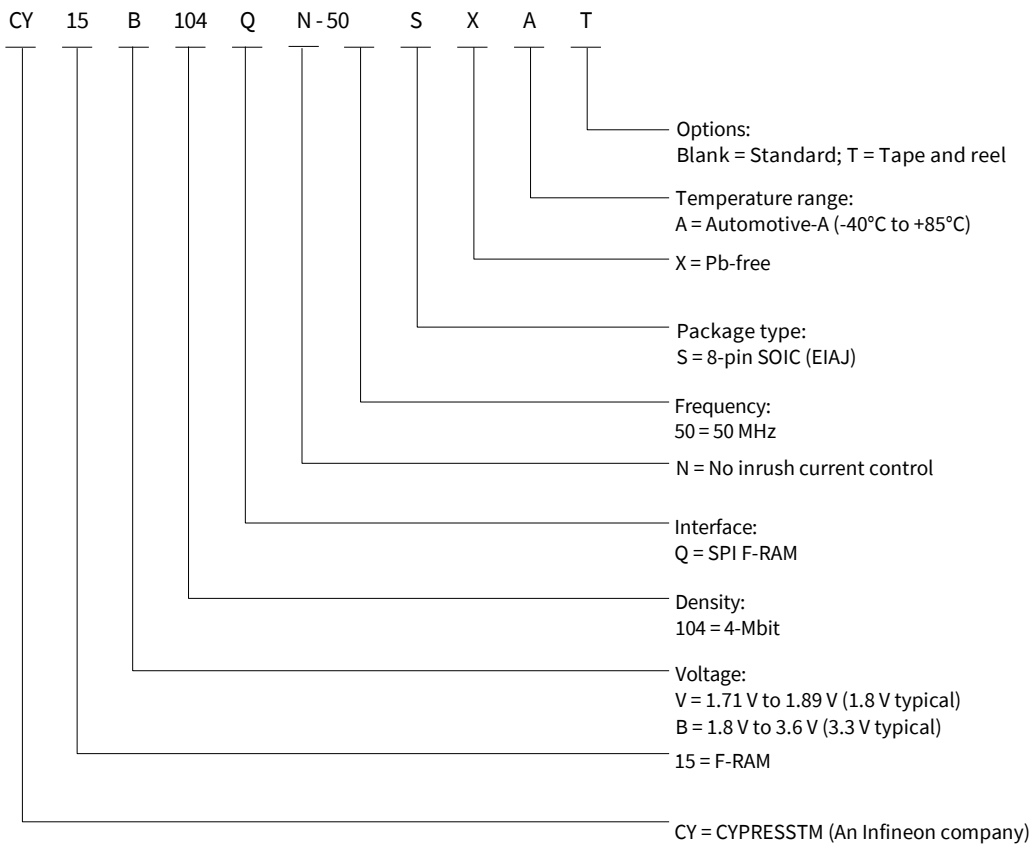 CY 15 B 104 Q N - 50 S X A T
Options:
Blank = Standard; T = Tape and reel
Temperature range:
A = Automotive-A (-40°C to +85°C)
X = Pb-free
Package type:
S = 8-pin SOIC (EIAJ)
Frequency:
50 = 50 MHz
N = No inrush current control
Interface:
Q = SPI F-RAM
Density:
104 = 4-Mbit
Voltage:
V = 1.71 V to 1.89 V (1.8 V typical)
B = 1.8 V to 3.6 V (3.3 V typical)
15 = F-RAM
CY = CYPRESSTM (An Infineon company)